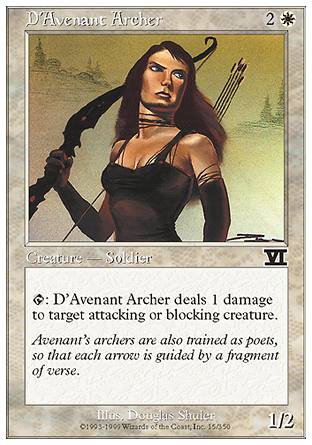 D'Avenant Archer 2
Creature — Soldier VI
: D'Avenant Archer deals 1 damage
to target attacking or blocking creature.
Avenant's archers are also trained as poets,
so that each arrow is guided by a fragment
of verse.
Illus. Douglas Shuler
©1993-1999 Wizards of the Coast, Inc. 15/350
1/2